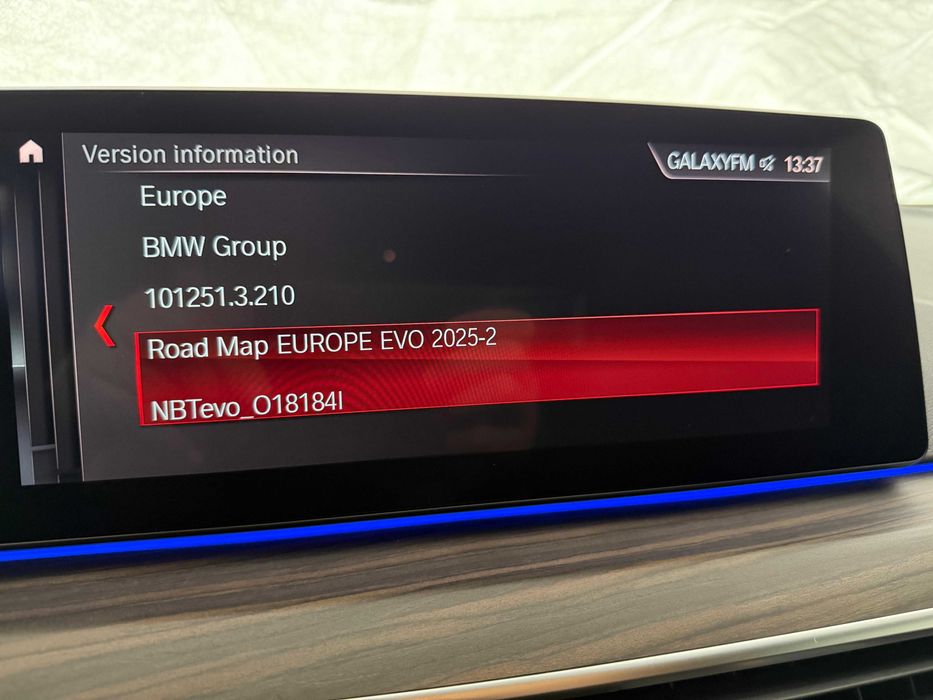 Version information
GALAXYFM 13:37
Europe
BMW Group
101251.3.210
Road Map EUROPE EVO 2025-2
NBTevo_O18184I